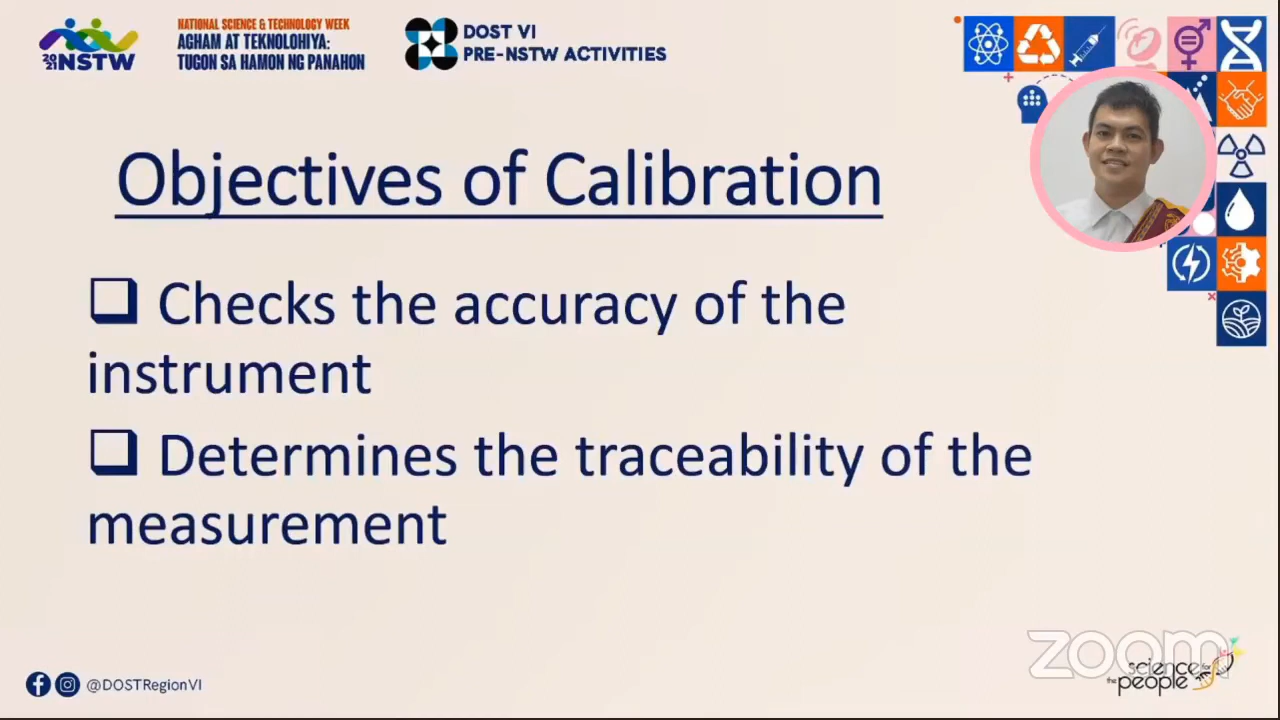 2021 NSTW
NATIONAL SCIENCE & TECHNOLOGY WEEK
AGHAM AT TEKNOLOHIYA:
TUGON SA HAMON NG PANAHON
DOST VI
PRE-NSTW ACTIVITIES
Objectives of Calibration
❑ Checks the accuracy of the
instrument
❑ Determines the traceability of the
measurement
@DOSTRegionVI
zoom
science for
the people